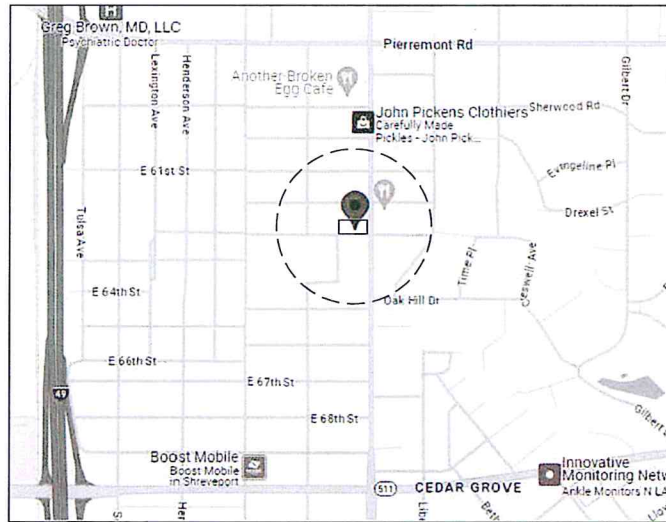 Greg Brown, MD, LLC
Psychiatric Doctor
Pierremont Rd
Lexington Ave
Henderson Ave
Gilbert Dr
Another Broken
Egg Cafe
John Pickens Clothiers
Carefully Made
Pickles - John Pick...
Sherwood Rd
E 61st St
Evangeline Pl
Drexel St
Tulsa Ave
Time Pl
Creswell Ave
E 64th St
Oak Hill Dr
E 66th St
E 67th St
49
E 68th St
Gilbert
Boost Mobile
Boost Mobile
in Shreveport
511
CEDAR GROVE
Innovative
Monitoring Netw
Ankle Monitors N LA